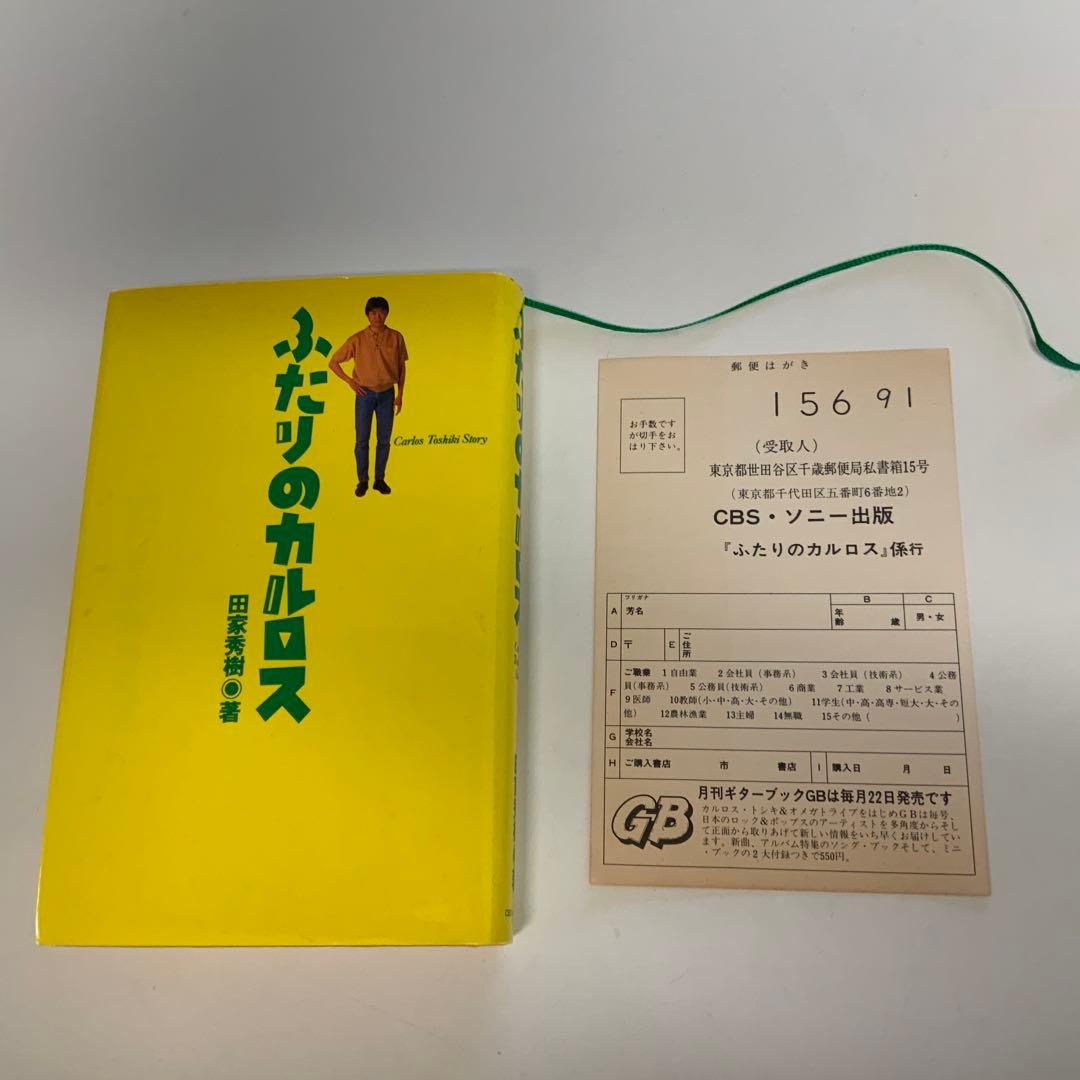 ふたりのカルロス
Carlos Toshiki Story
田家秀樹◉著
郵便はがき
156 91
お手数です
が切手をお
はり下さい。
(受取人)
東京都世田谷区千歳郵便局私書箱15号
(東京都千代田区五番町6番地2)
CBS・ソニー出版
『ふたりのカルロス』係行
A フリガナ 芳名 B 年齢 歳 C 男・女
D 〒 E ご住所
F ご職業 1自由業 2会社員(事務系) 3会社員(技術系) 4公務
員(事務系) 5公務員(技術系) 6商業 7工業 8サービス業
9医師 10教師(小・中・高・大・その他) 11学生(中・高・高専・短大・大・その
他) 12農林漁業 13主婦 14無職 15その他( )
G 学校名
会社名
H ご購入書店 市 書店 I 購入日 月 日
GB
月刊ギターブックGBは毎月22日発売です
カルロス・トシキ&オメガトライブをはじめGBは毎号、
日本のロック&ポップスのアーティストを多角度からそし
て正面から取りあげて新しい情報をいち早くお届けしてい
ます。新曲、アルバム特集のソング・ブックそして、ミニ
・ブックの2大付録つきで550円。